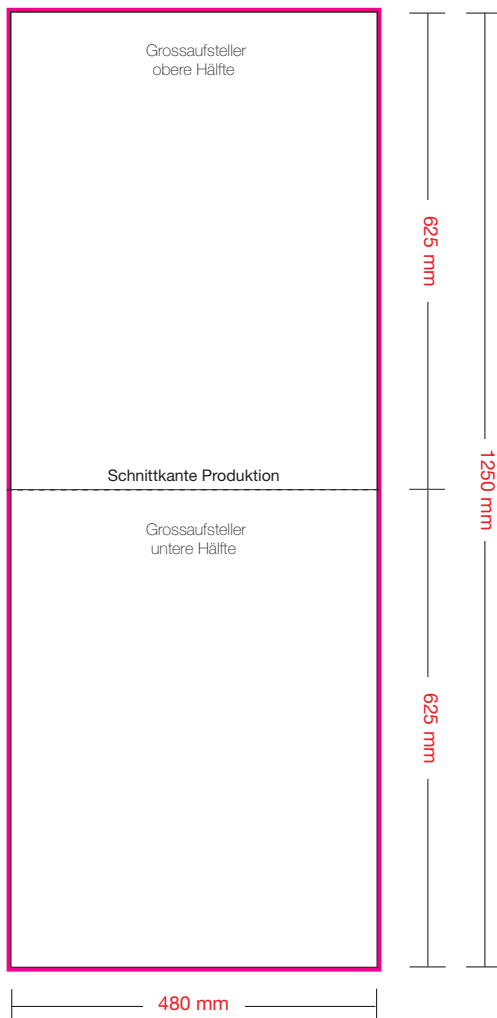 Grossaufsteller
obere Hälfte
625 mm
1250 mm
Schnittkante Produktion
Grossaufsteller
untere Hälfte
625 mm
480 mm